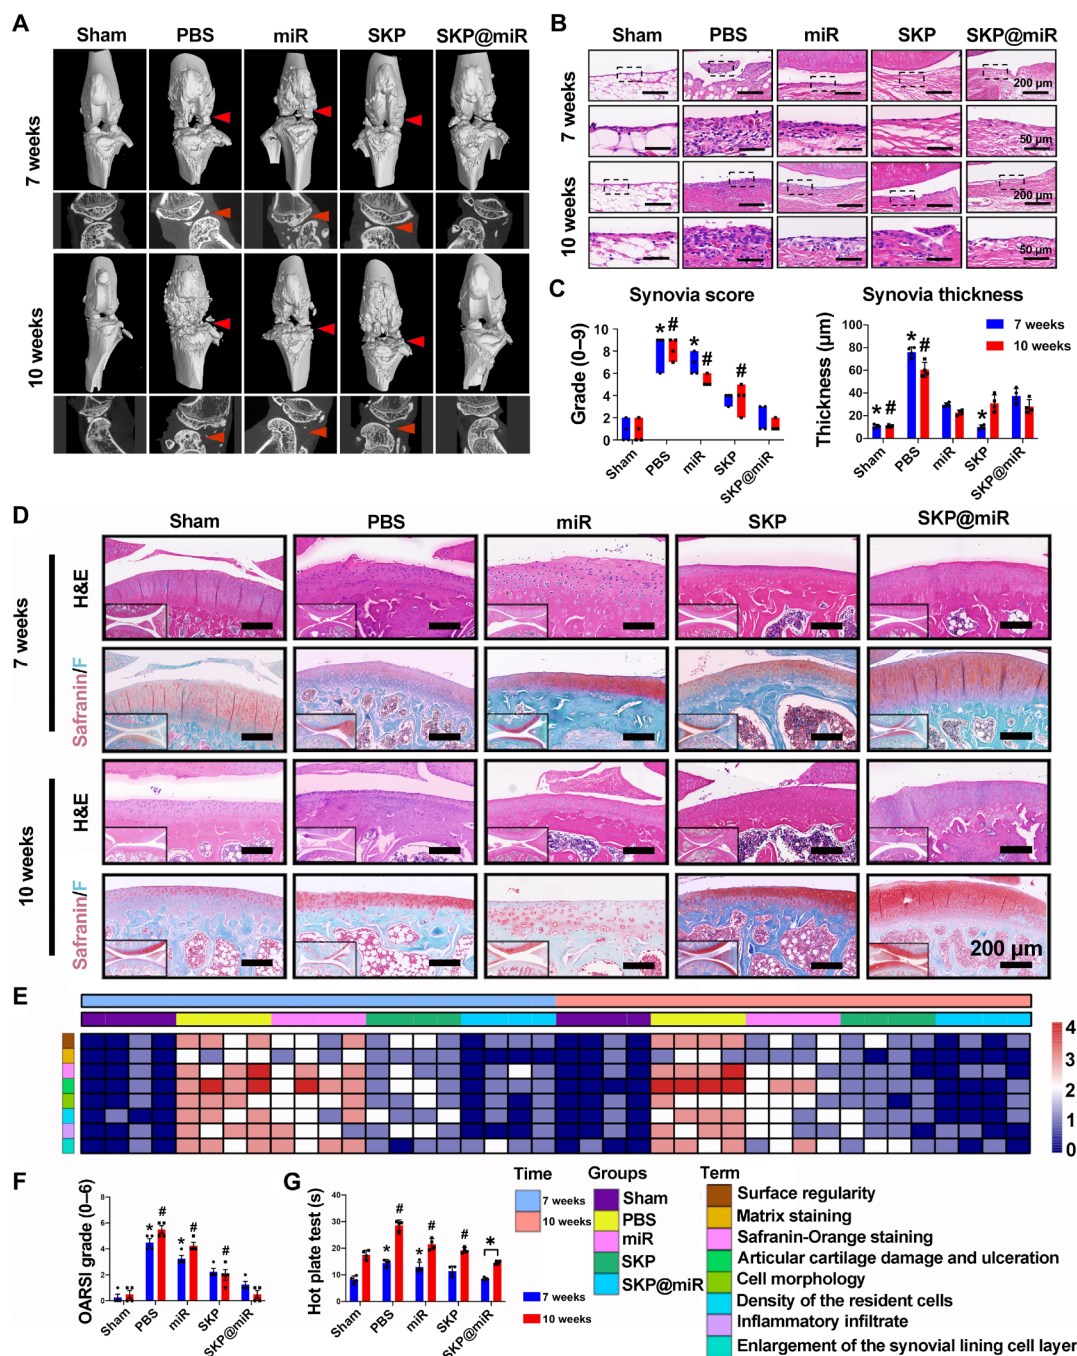 A
Sham PBS miR SKP SKP@miR
7 weeks
10 weeks
B
Sham PBS miR SKP SKP@miR
7 weeks
200 µm
50 µm
10 weeks
200 µm
50 µm
C
Synovia score
Grade (0–9)
10
8
6
4
2
0
* # * # #
Sham PBS miR SKP SKP@miR
Synovia thickness
7 weeks
10 weeks
Thickness (µm)
100
80
60
40
20
0
* # * # *
Sham PBS miR SKP SKP@miR
D
Sham PBS miR SKP SKP@miR
7 weeks
H&E
Safranin/F
10 weeks
H&E
Safranin/F
200 µm
E
4
3
2
1
0
F
OARSI grade (0–6)
8
6
4
2
0
* # * # #
Sham PBS miR SKP SKP@miR
G
Hot plate test (s)
40
30
20
10
0
* # * # # *
Sham PBS miR SKP SKP@miR
7 weeks
10 weeks
Time
7 weeks
10 weeks
Groups
Sham
PBS
miR
SKP
SKP@miR
Term
Surface regularity
Matrix staining
Safranin-Orange staining
Articular cartilage damage and ulceration
Cell morphology
Density of the resident cells
Inflammatory infiltrate
Enlargement of the synovial lining cell layer